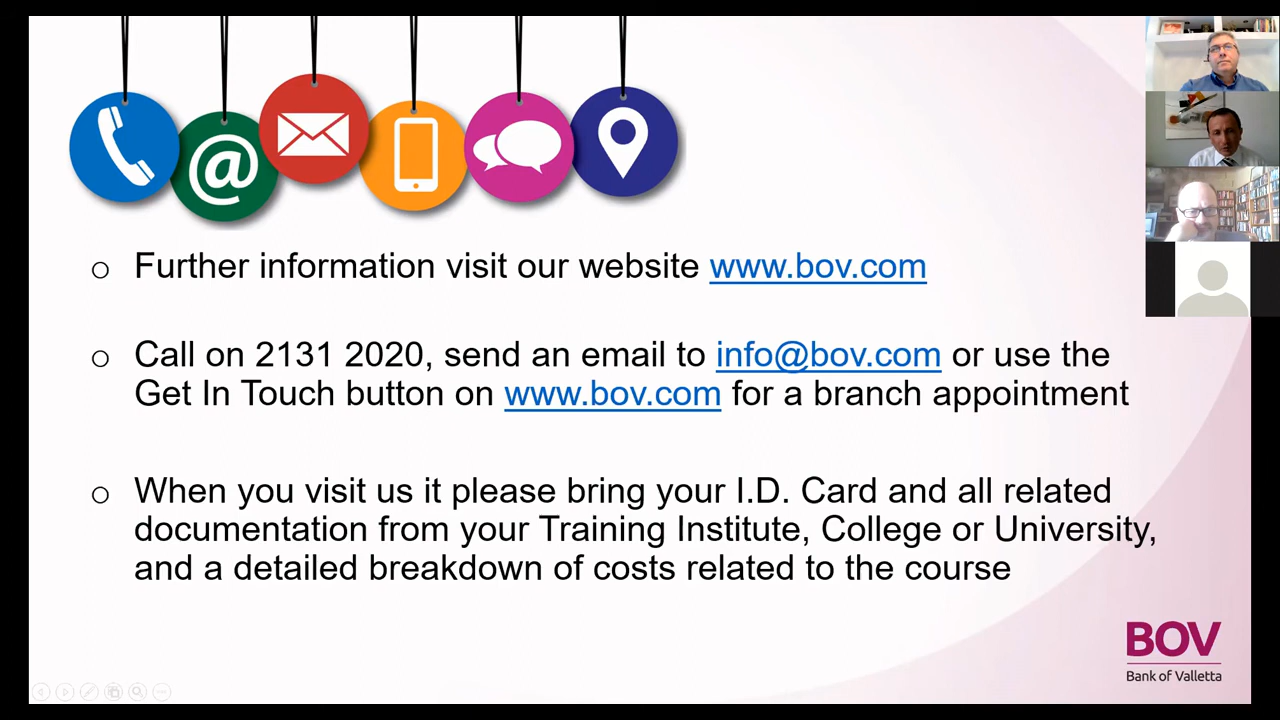 Further information visit our website www.bov.com
Call on 2131 2020, send an email to info@bov.com or use the
Get In Touch button on www.bov.com for a branch appointment
When you visit us it please bring your I.D. Card and all related
documentation from your Training Institute, College or University,
and a detailed breakdown of costs related to the course
BOV
Bank of Valletta